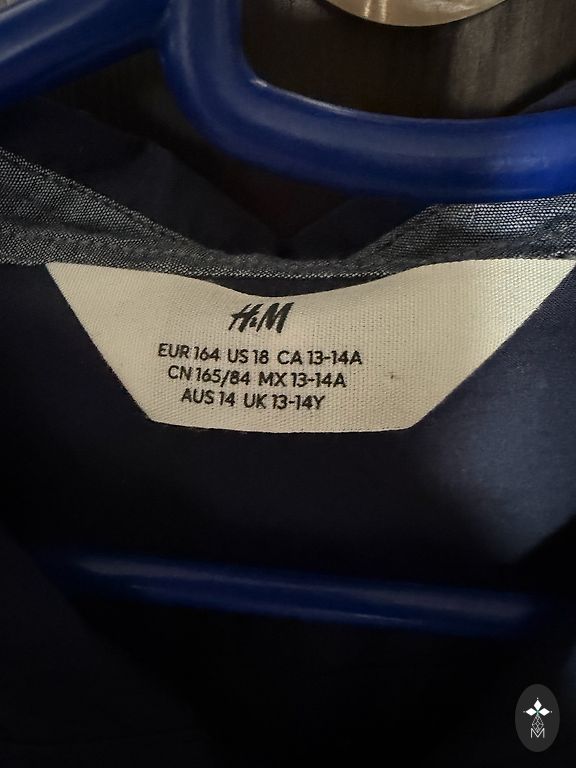 H&M
EUR 164 US 18 CA 13-14A
CN 165/84 MX 13-14A
AUS 14 UK 13-14Y
M